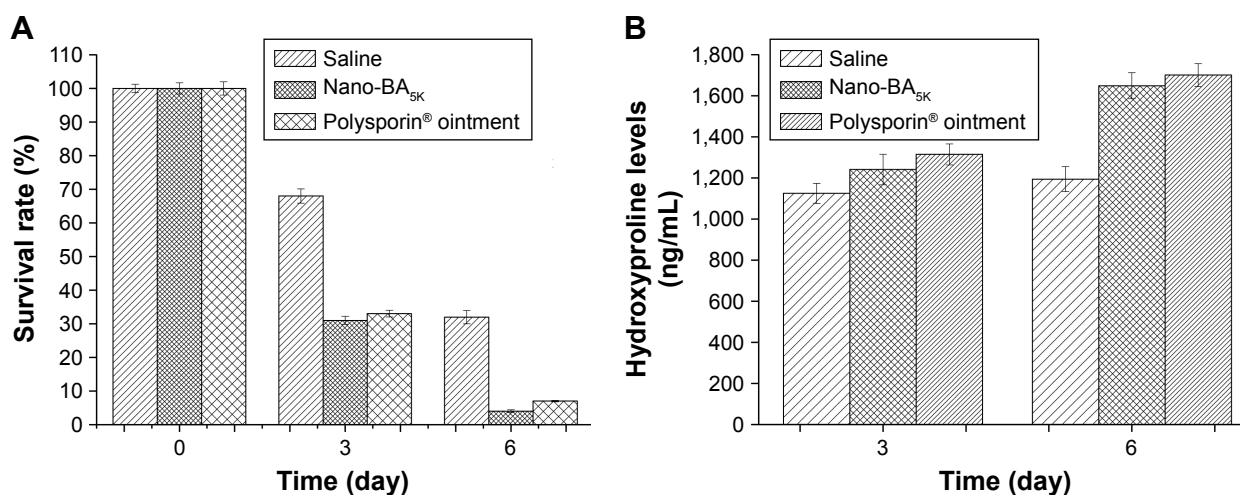 A
110
100
90
80
70
60
50
40
30
20
10
0
Survival rate (%)
Saline
Nano-BA5K
Polysporin® ointment
0 3 6
Time (day)
B
1,800
1,600
1,400
1,200
1,000
800
600
400
200
0
Hydroxyproline levels
(ng/mL)
Saline
Nano-BA5K
Polysporin® ointment
3 6
Time (day)